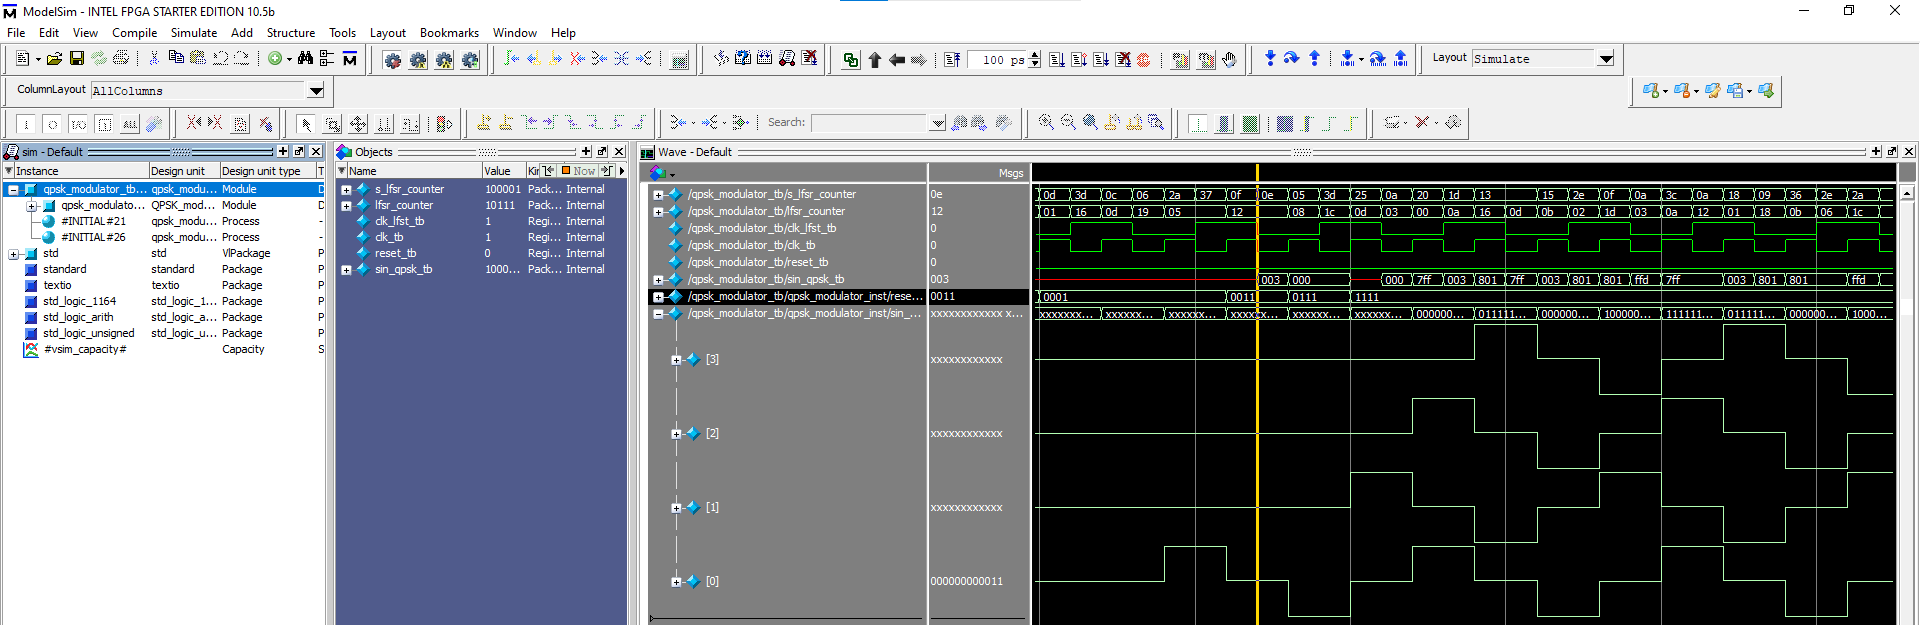 ModelSim - INTEL FPGA STARTER EDITION 10.5b
File Edit View Compile Simulate Add Structure Tools Layout Bookmarks Window Help
100 ps
Layout Simulate
ColumnLayout AllColumns
Search:
sim - Default
Instance Design unit Design unit type T
qpsk_modulator_tb... qpsk_modu... Module D
qpsk_modulato... QPSK_mod... Module D
#INITIAL#21 qpsk_modu... Process -
#INITIAL#26 qpsk_modu... Process -
std std VlPackage P
standard standard Package P
textio textio Package P
std_logic_1164 std_logic_1... Package P
std_logic_arith std_logic_a... Package P
std_logic_unsigned std_logic_u... Package P
#vsim_capacity# Capacity S
Objects
Name Value Kir Now
s_lfsr_counter 100001 Pack... Internal
lfsr_counter 10111 Pack... Internal
clk_lfst_tb 1 Regi... Internal
clk_tb 1 Regi... Internal
reset_tb 0 Regi... Internal
sin_qpsk_tb 1000... Pack... Internal
Wave - Default
Msgs
/qpsk_modulator_tb/s_lfsr_counter 0e 0d 3d 0c 06 2a 37 0f 0e 05 3d 25 0a 20 1d 13 15 2e 0f 0a 3c 0a 18 09 36 2e 2a
/qpsk_modulator_tb/lfsr_counter 12 01 16 0d 19 05 12 08 1c 0d 03 00 0a 16 0d 0b 02 1d 03 0a 12 01 18 0b 06 1c
/qpsk_modulator_tb/clk_lfst_tb 0
/qpsk_modulator_tb/clk_tb 0
/qpsk_modulator_tb/reset_tb 0
/qpsk_modulator_tb/sin_qpsk_tb 003 003 000 000 7ff 003 801 7ff 003 801 801 ffd 7ff 003 801 801 ffd
/qpsk_modulator_tb/qpsk_modulator_inst/rese... 0011 0001 0011 0111 1111
/qpsk_modulator_tb/qpsk_modulator_inst/sin_... xxxxxxxxxxxx x... xxxxxxx... xxxxxx... xxxxxx... xxxxxx... xxxxxx... xxxxxx... 000000... 011111... 000000... 100000... 111111... 011111... 000000... 1000...
[3] xxxxxxxxxxxx
[2] xxxxxxxxxxxx
[1] xxxxxxxxxxxx
[0] 000000000011